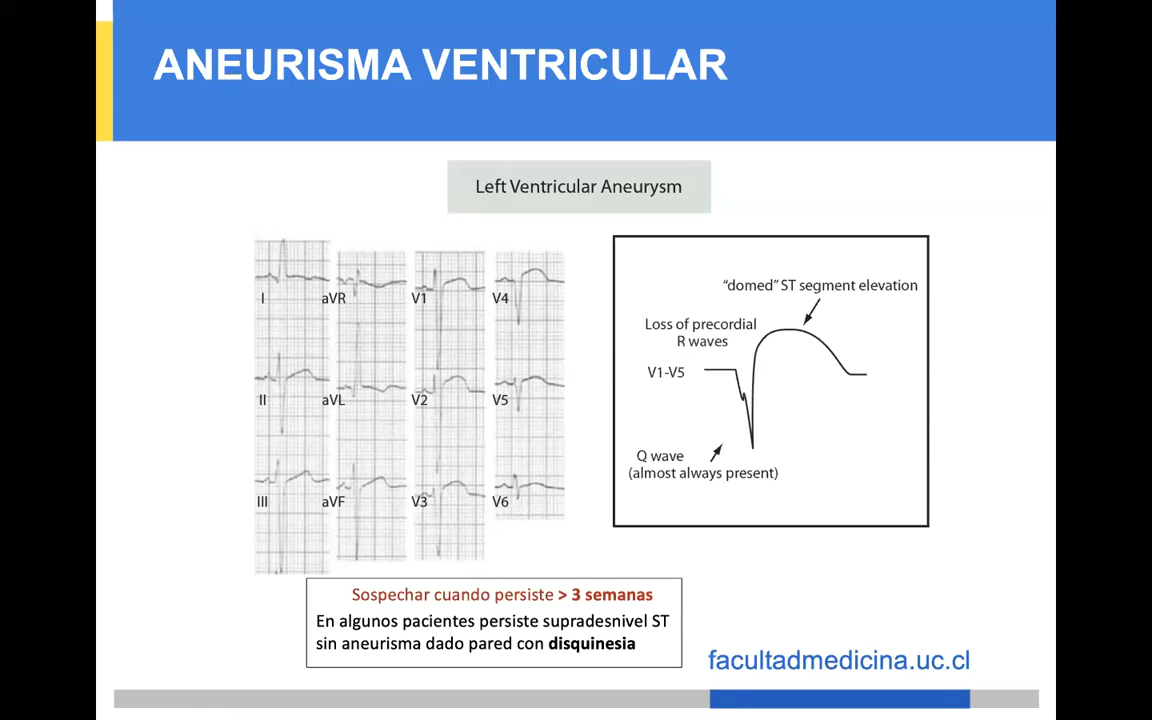 ANEURISMA VENTRICULAR
Left Ventricular Aneurysm
I
aVR
V1
V4
II
aVL
V2
V5
III
aVF
V3
V6
"domed" ST segment elevation
Loss of precordial
R waves
V1-V5
Q wave
(almost always present)
Sospechar cuando persiste > 3 semanas
En algunos pacientes persiste supradesnivel ST
sin aneurisma dado pared con disquinesia
facultadmedicina.uc.cl